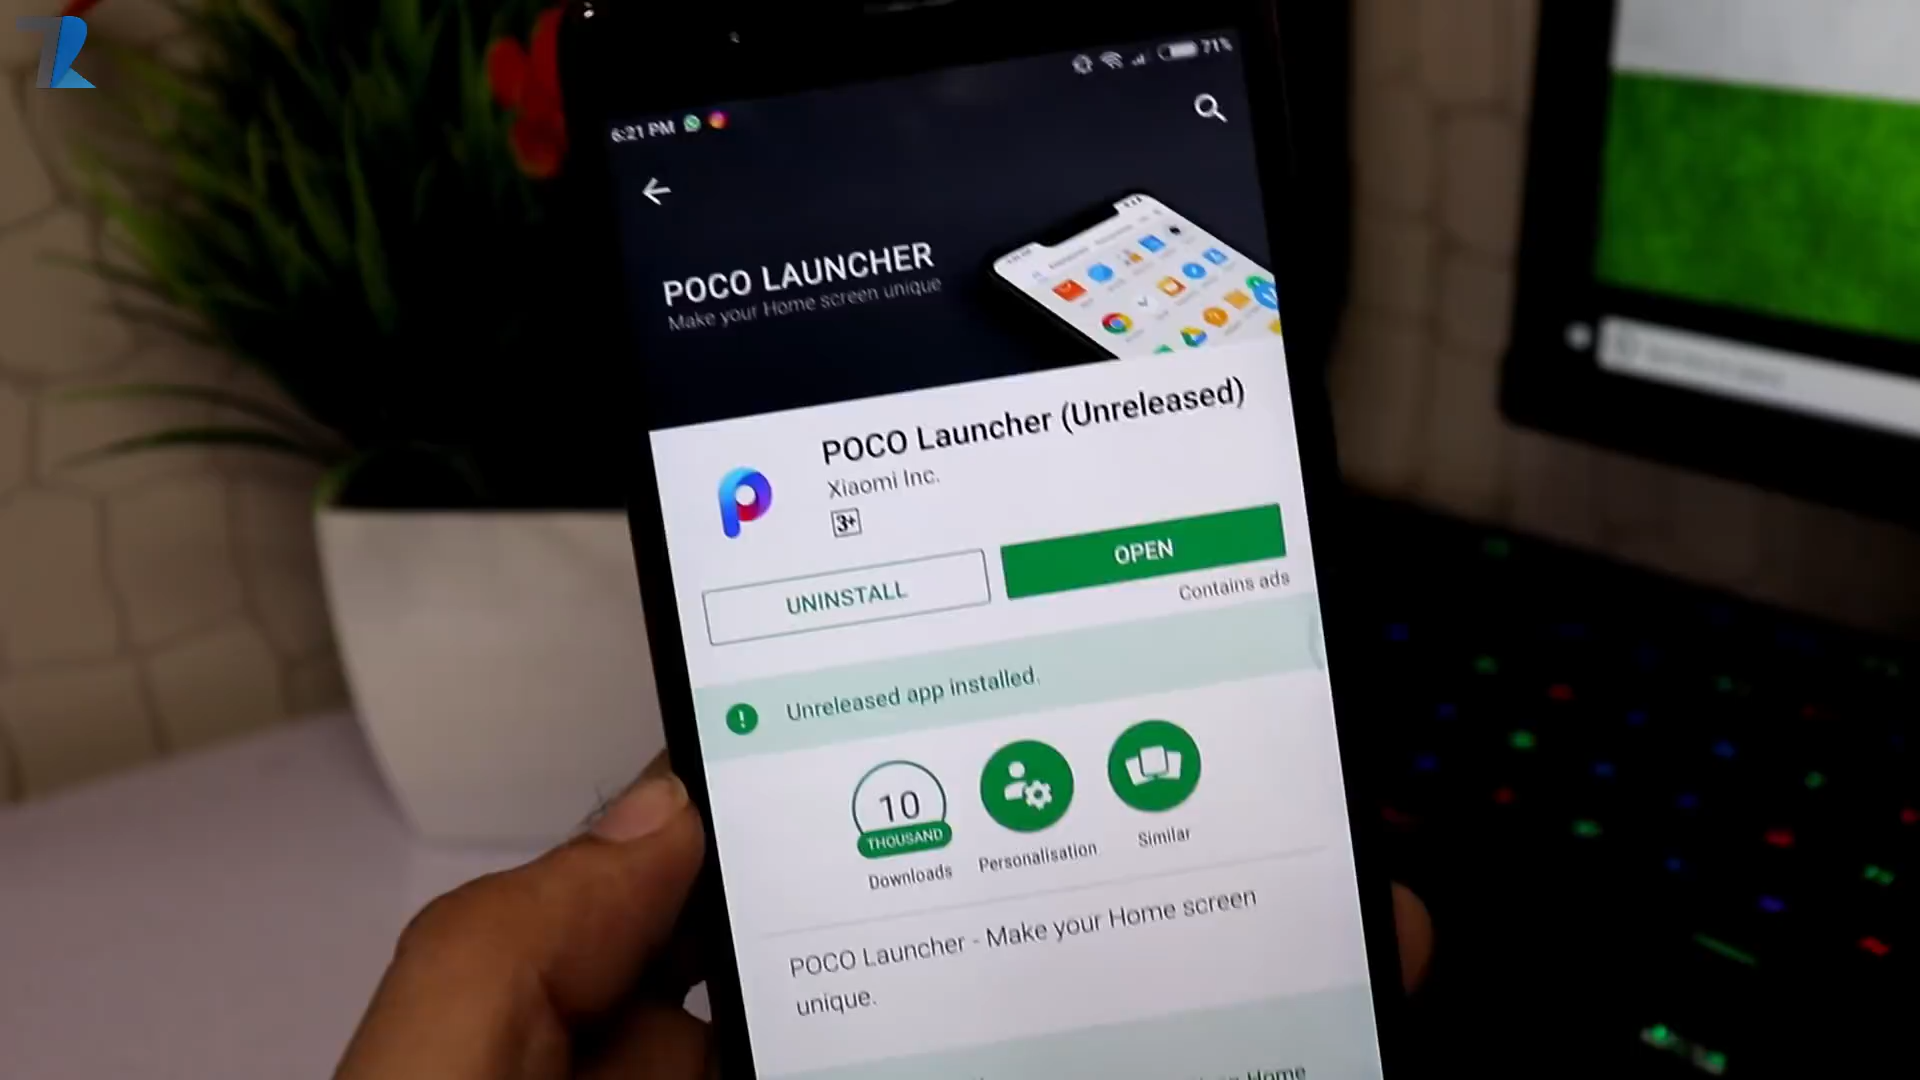 71%
6:21 PM
POCO LAUNCHER
Make your Home screen unique
POCO Launcher (Unreleased)
Xiaomi Inc.
3+
UNINSTALL
OPEN
Contains ads
Unreleased app installed.
10
THOUSAND
Downloads
Personalisation
Similar
POCO Launcher - Make your Home screen
unique.
Home